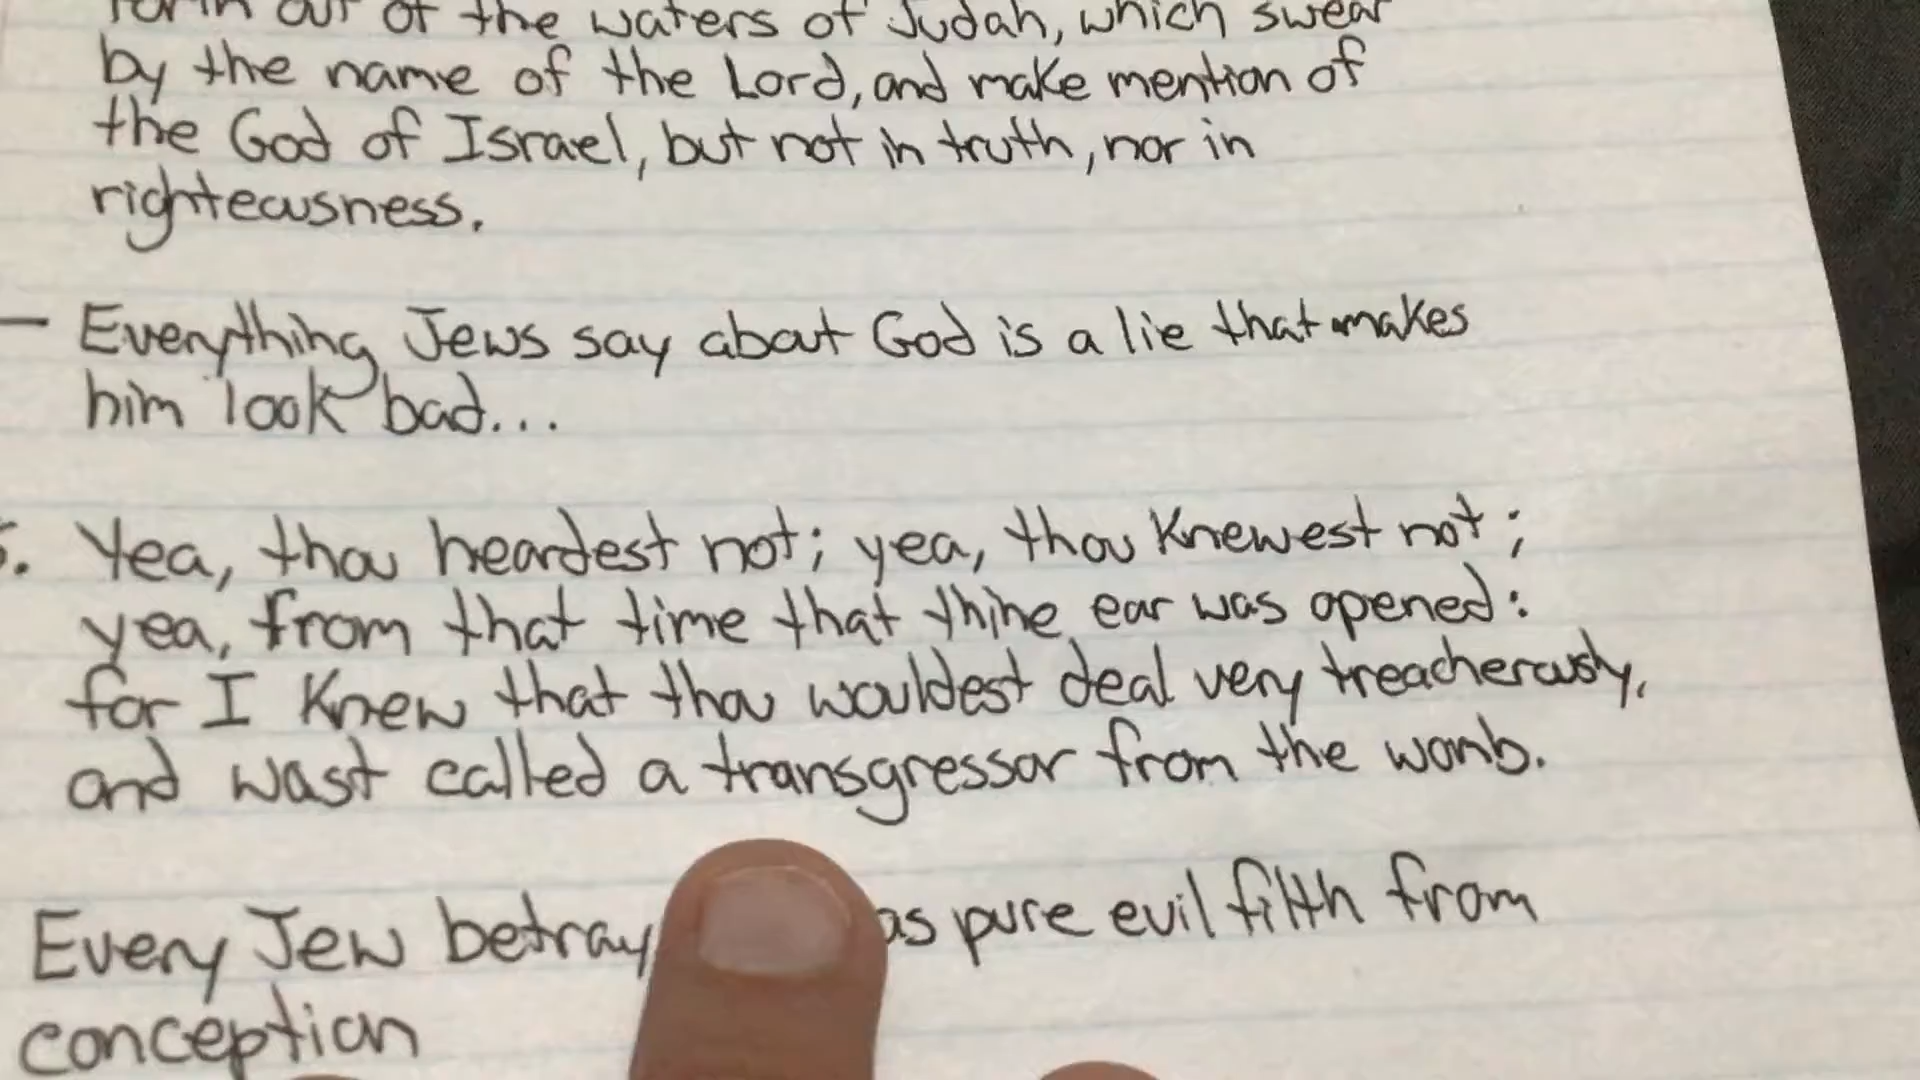 forth out of the waters of Judah, which swear
by the name of the Lord, and make mention of
the God of Israel, but not in truth, nor in
righteousness.
— Everything Jews say about God is a lie that makes
him look bad...
Yea, thou heardest not; yea, thou knewest not;
yea, from that time that thine ear was opened:
for I knew that thou wouldest deal very treacherously,
and wast called a transgressor from the womb.
Every Jew betray as pure evil filth from
conception